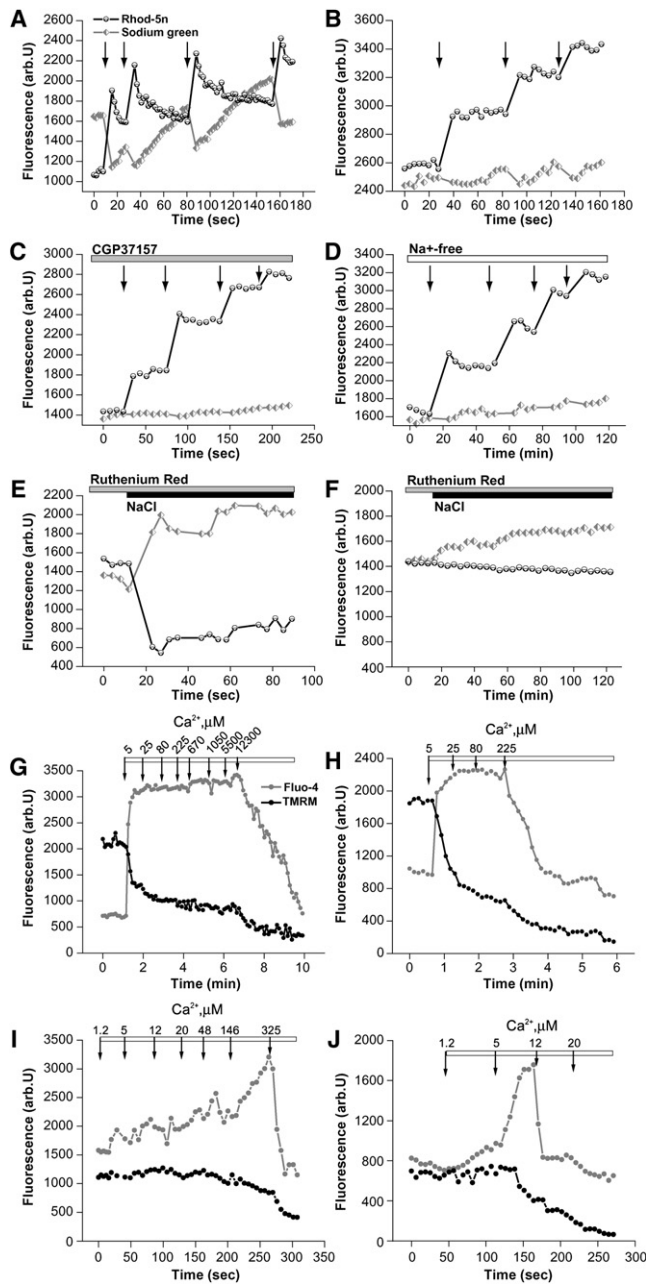 A
Rhod-5n
Sodium green
2600
2400
2200
2000
1800
1600
1400
1200
1000
Fluorescence (arb.U)
0 20 40 60 80 100 120 140 160 180
Time (sec)
B
3600
3400
3200
3000
2800
2600
2400
Fluorescence (arb.U)
0 20 40 60 80 100 120 140 160 180
Time (sec)
C
CGP37157
3000
2800
2600
2400
2200
2000
1800
1600
1400
Fluorescence (arb.U)
0 50 100 150 200 250
Time (sec)
D
Na+-free
3400
3200
3000
2800
2600
2400
2200
2000
1800
1600
Fluorescence (arb.U)
0 20 40 60 80 100 120
Time (min)
E
Ruthenium Red
NaCl
2200
2000
1800
1600
1400
1200
1000
800
600
400
Fluorescence (arb.U)
0 20 40 60 80 100
Time (sec)
F
Ruthenium Red
NaCl
2000
1800
1600
1400
1200
1000
800
600
400
Fluorescence (arb.U)
0 20 40 60 80 100 120
Time (min)
G
Ca²⁺,µM
5 25 80 225 670 1050 5500 12300
Fluo-4
TMRM
3500
3000
2500
2000
1500
1000
500
0
Fluorescence (arb.U)
0 2 4 6 8 10
Time (min)
H
Ca²⁺,µM
5 25 80 225
2400
2000
1600
1200
800
400
0
Fluorescence (arb.U)
0 1 2 3 4 5 6
Time (min)
I
Ca²⁺,µM
1.2 5 12 20 48 146 325
3500
3000
2500
2000
1500
1000
500
0
Fluorescence (arb.U)
0 50 100 150 200 250 300 350
Time (sec)
J
Ca²⁺,µM
1.2 5 12 20
2000
1600
1200
800
400
0
Fluorescence (arb.U)
0 50 100 150 200 250 300
Time (sec)